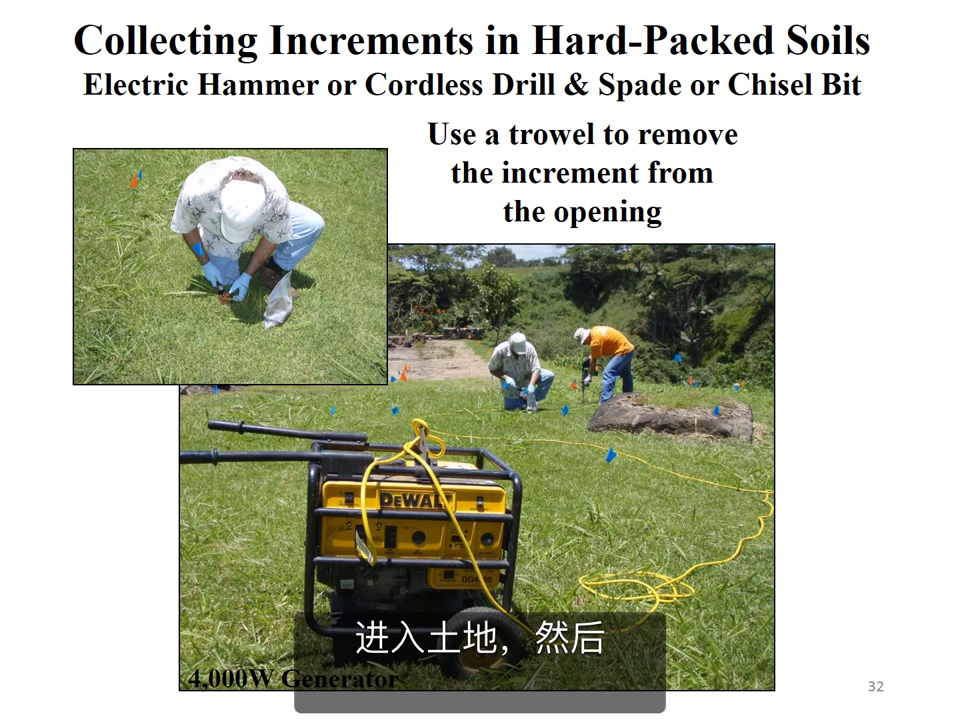 Collecting Increments in Hard-Packed Soils
Electric Hammer or Cordless Drill & Spade or Chisel Bit
Use a trowel to remove
the increment from
the opening
DEWALT
进入土地，然后
4,000W Generator
32